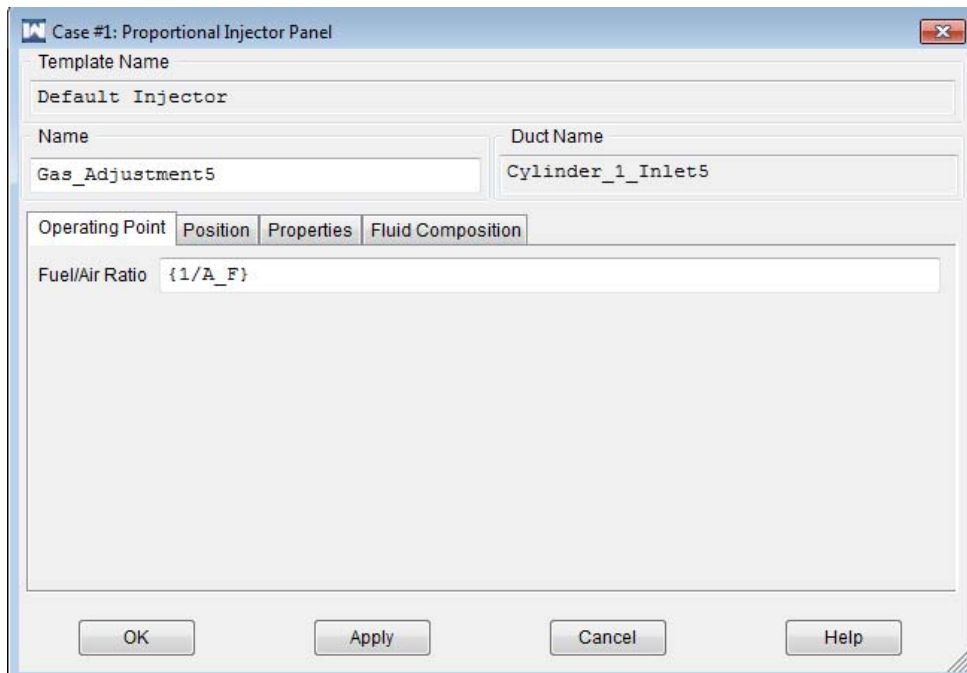 Case #1: Proportional Injector Panel
Template Name
Default Injector
Name
Duct Name
Gas_Adjustment5
Cylinder_1_Inlet5
Operating Point Position Properties Fluid Composition
Fuel/Air Ratio {1/A_F}
OK Apply Cancel Help